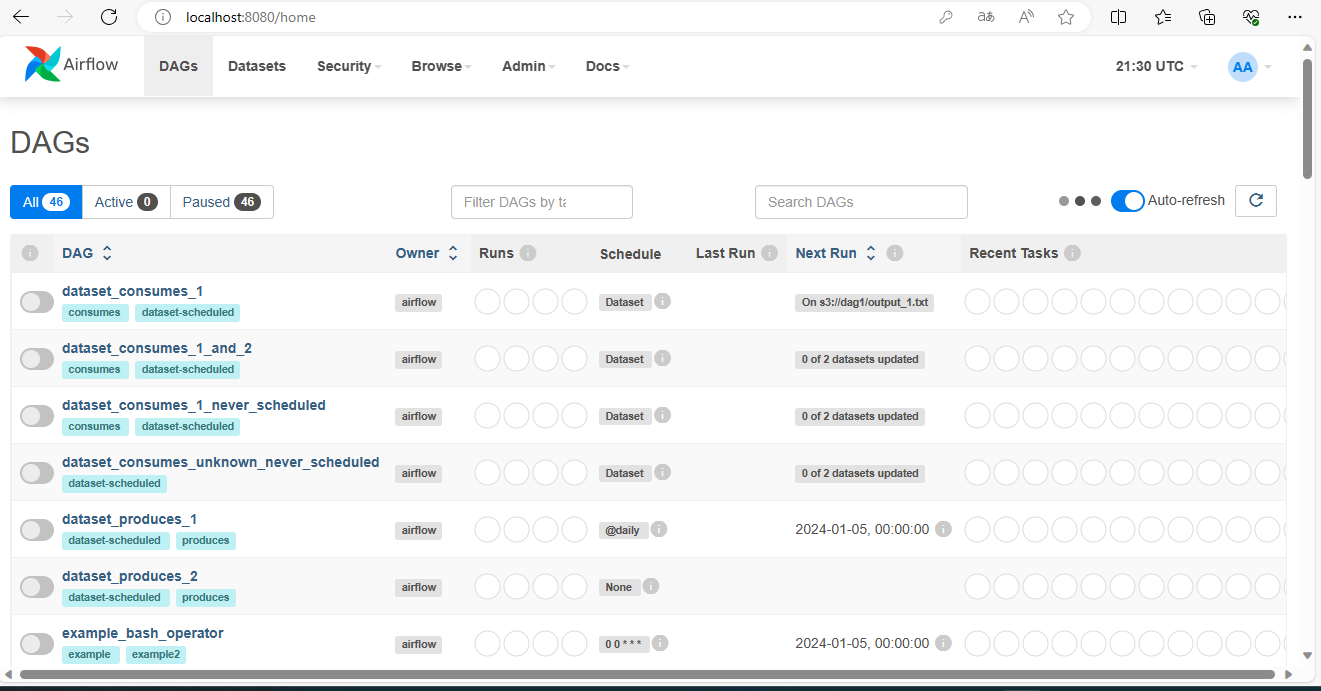 localhost:8080/home
Airflow DAGs Datasets Security Browse Admin Docs 21:30 UTC AA
DAGs
All 46 Active 0 Paused 46 Filter DAGs by ta Search DAGs Auto-refresh
DAG Owner Runs Schedule Last Run Next Run Recent Tasks
dataset_consumes_1
consumes dataset-scheduled airflow Dataset On s3://dag1/output_1.txt
dataset_consumes_1_and_2
consumes dataset-scheduled airflow Dataset 0 of 2 datasets updated
dataset_consumes_1_never_scheduled
consumes dataset-scheduled airflow Dataset 0 of 2 datasets updated
dataset_consumes_unknown_never_scheduled
dataset-scheduled airflow Dataset 0 of 2 datasets updated
dataset_produces_1
dataset-scheduled produces airflow @daily 2024-01-05, 00:00:00
dataset_produces_2
dataset-scheduled produces airflow None
example_bash_operator
example example2 airflow 0 0 * * * 2024-01-05, 00:00:00